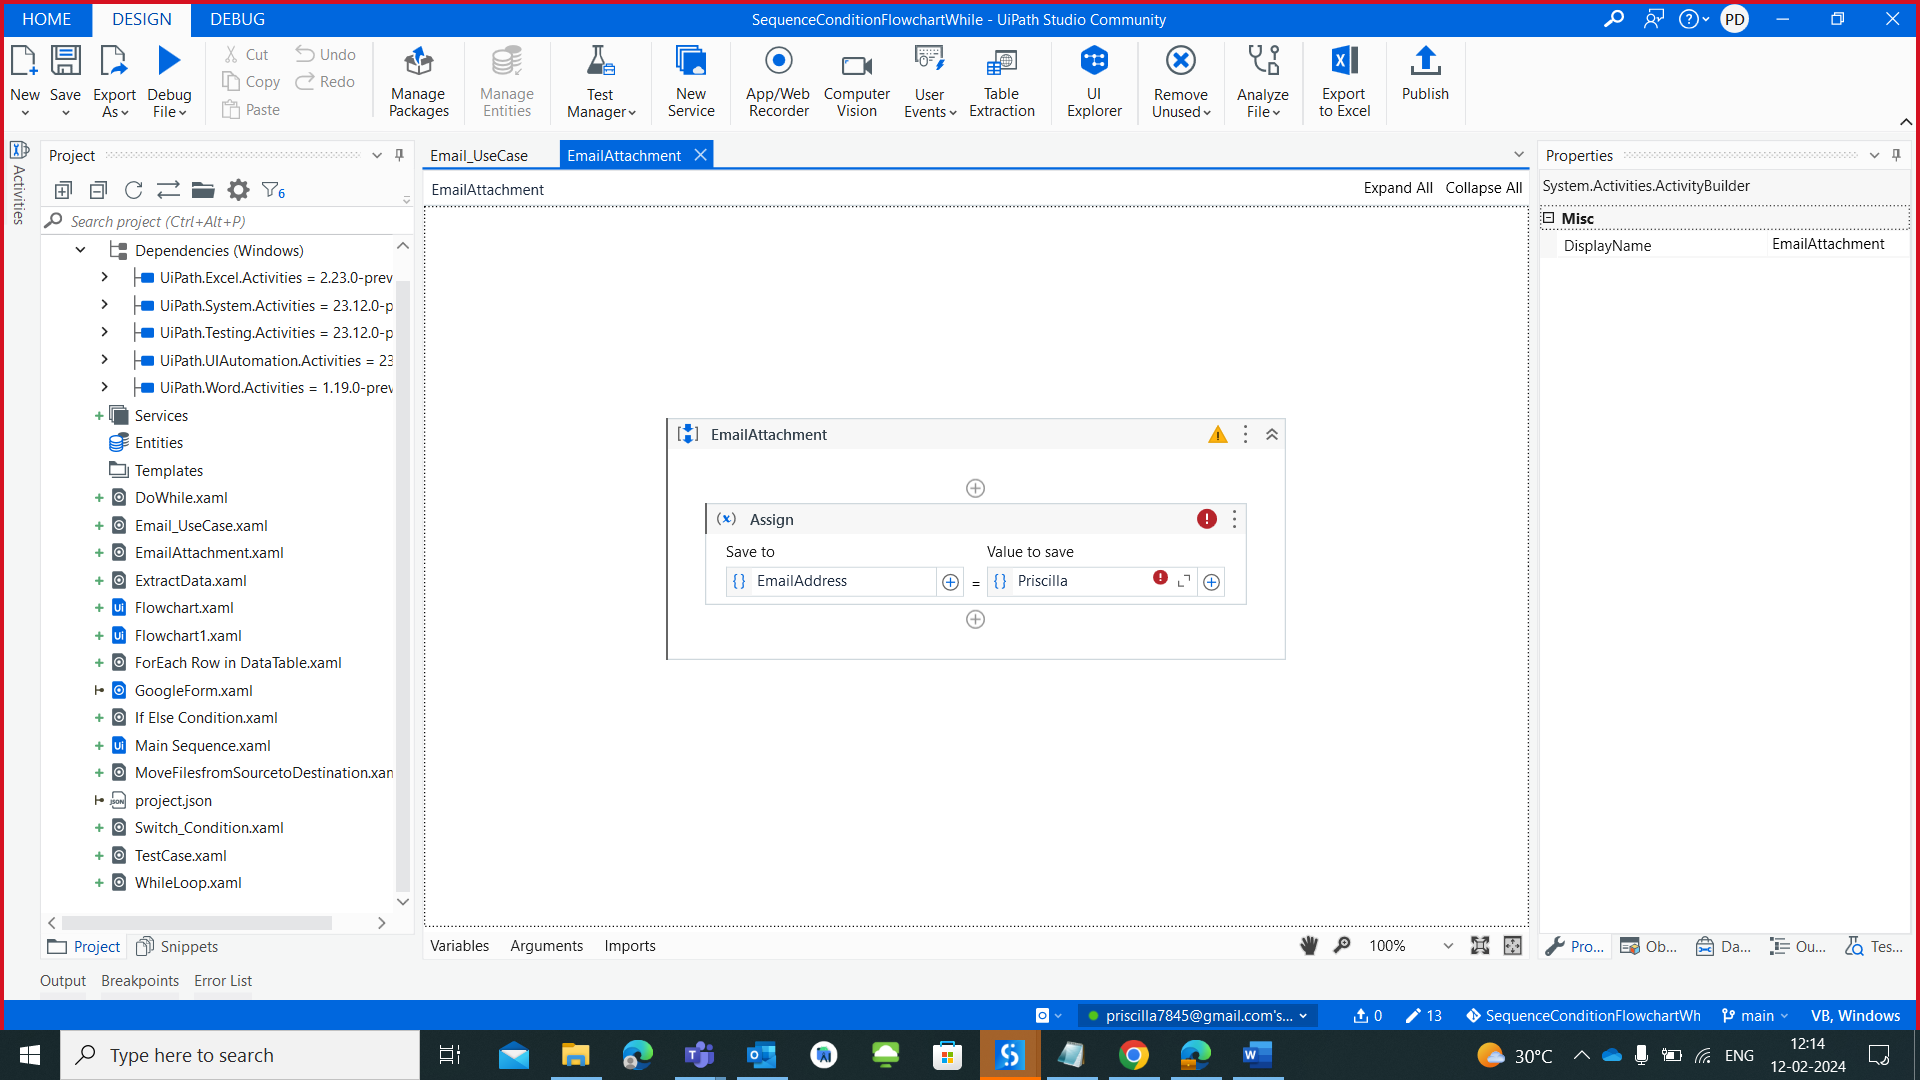 HOME DESIGN DEBUG
SequenceConditionFlowchartWhile - UiPath Studio Community
PD
New Save Export As Debug File
Cut Copy Paste Undo Redo
Manage Packages
Manage Entities
Test Manager
New Service
App/Web Recorder
Computer Vision
User Events
Table Extraction
UI Explorer
Remove Unused
Analyze File
Export to Excel
Publish
Activities
Project
6
Search project (Ctrl+Alt+P)
Dependencies (Windows)
UiPath.Excel.Activities = 2.23.0-prev
UiPath.System.Activities = 23.12.0-p
UiPath.Testing.Activities = 23.12.0-p
UiPath.UIAutomation.Activities = 23
UiPath.Word.Activities = 1.19.0-prev
Services
Entities
Templates
DoWhile.xaml
Email_UseCase.xaml
EmailAttachment.xaml
ExtractData.xaml
Flowchart.xaml
Flowchart1.xaml
ForEach Row in DataTable.xaml
GoogleForm.xaml
If Else Condition.xaml
Main Sequence.xaml
MoveFilesfromSourcetoDestination.xam
project.json
Switch_Condition.xaml
TestCase.xaml
WhileLoop.xaml
Project Snippets
Email_UseCase EmailAttachment
EmailAttachment Expand All Collapse All
EmailAttachment
(x) Assign
Save to Value to save
{} EmailAddress = {} Priscilla
Variables Arguments Imports 100%
Properties
System.Activities.ActivityBuilder
Misc
DisplayName EmailAttachment
Pro... Ob... Da... Ou... Tes...
Output Breakpoints Error List
priscilla7845@gmail.com's... 0 13 SequenceConditionFlowchartWh main VB, Windows
Type here to search
30°C ENG 12:14
12-02-2024